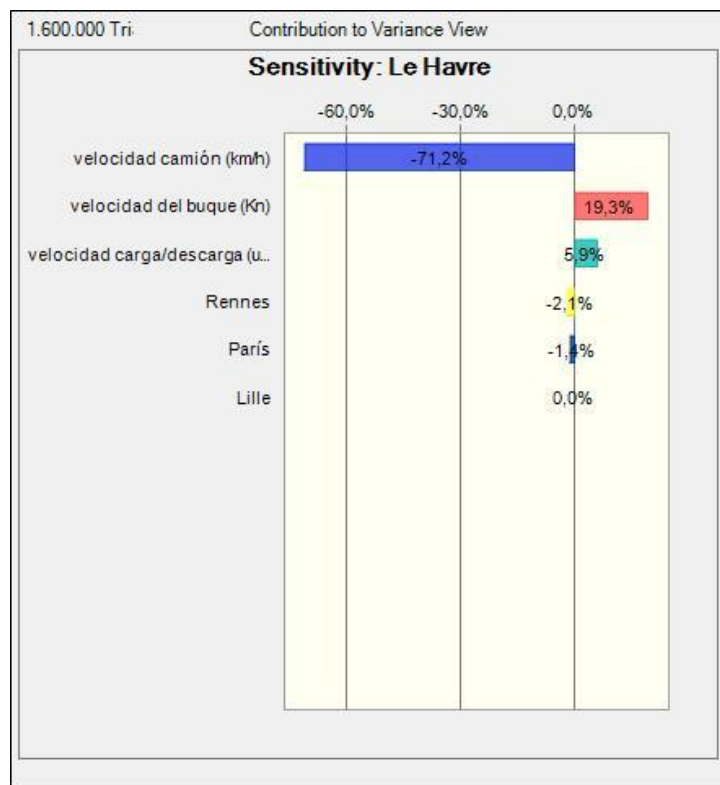 1.600.000 Tri Contribution to Variance View
Sensitivity: Le Havre
-60,0% -30,0% 0,0%
velocidad camión (km/h) -71,2%
velocidad del buque (Kn) 19,3%
velocidad carga/descarga (u... 5,9%
Rennes -2,1%
París -1,4%
Lille 0,0%